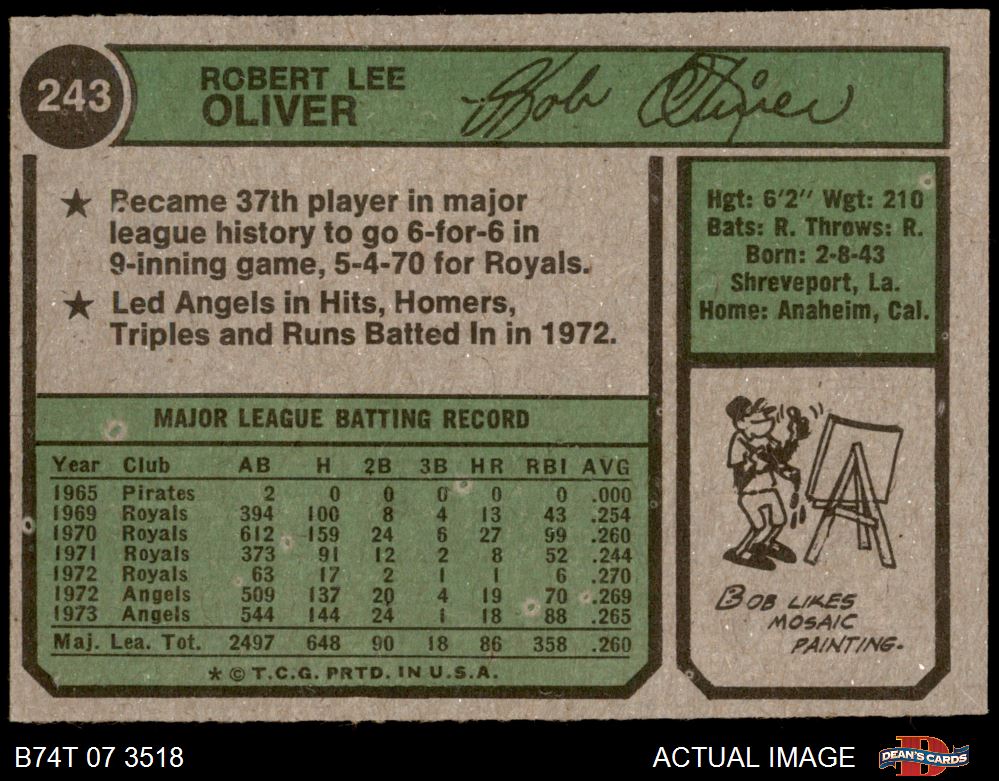 243
ROBERT LEE
OLIVER
Bob Oliver
★ Became 37th player in major
league history to go 6-for-6 in
9-inning game, 5-4-70 for Royals.
★ Led Angels in Hits, Homers,
Triples and Runs Batted In in 1972.
Hgt: 6'2″ Wgt: 210
Bats: R. Throws: R.
Born: 2-8-43
Shreveport, La.
Home: Anaheim, Cal.
MAJOR LEAGUE BATTING RECORD
Year Club AB H 2B 3B HR RBI AVG
1965 Pirates 2 0 0 0 0 0 .000
1969 Royals 394 100 8 4 13 43 .254
1970 Royals 612 159 24 6 27 99 .260
1971 Royals 373 91 12 2 8 52 .244
1972 Royals 63 17 2 1 1 6 .270
1972 Angels 509 137 20 4 19 70 .269
1973 Angels 544 144 24 1 18 88 .265
Maj. Lea. Tot. 2497 648 90 18 86 358 .260
★ © T.C.G. PRTD. IN U.S.A.
BOB LIKES
MOSAIC
PAINTING.
B74T 07 3518
ACTUAL IMAGE
DEAN'S CARDS